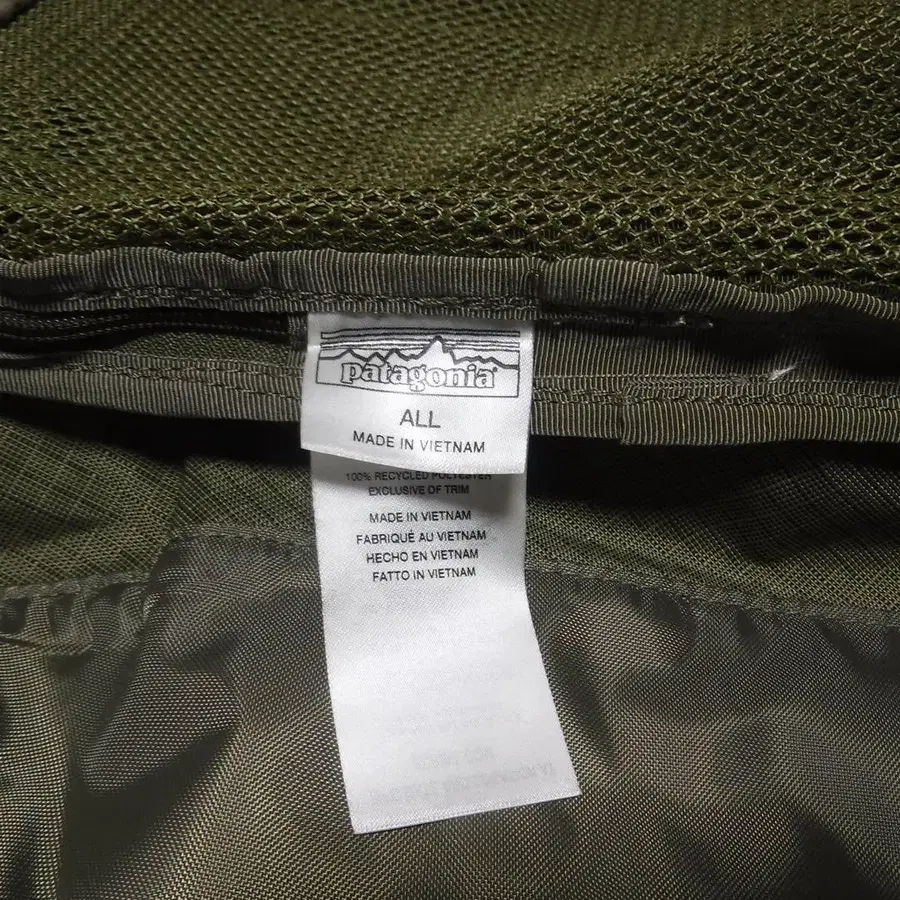 patagonia
ALL
MADE IN VIETNAM
100% RECYCLED POLYESTER
EXCLUSIVE OF TRIM
MADE IN VIETNAM
FABRIQUÉ AU VIETNAM
HECHO EN VIETNAM
FATTO IN VIETNAM